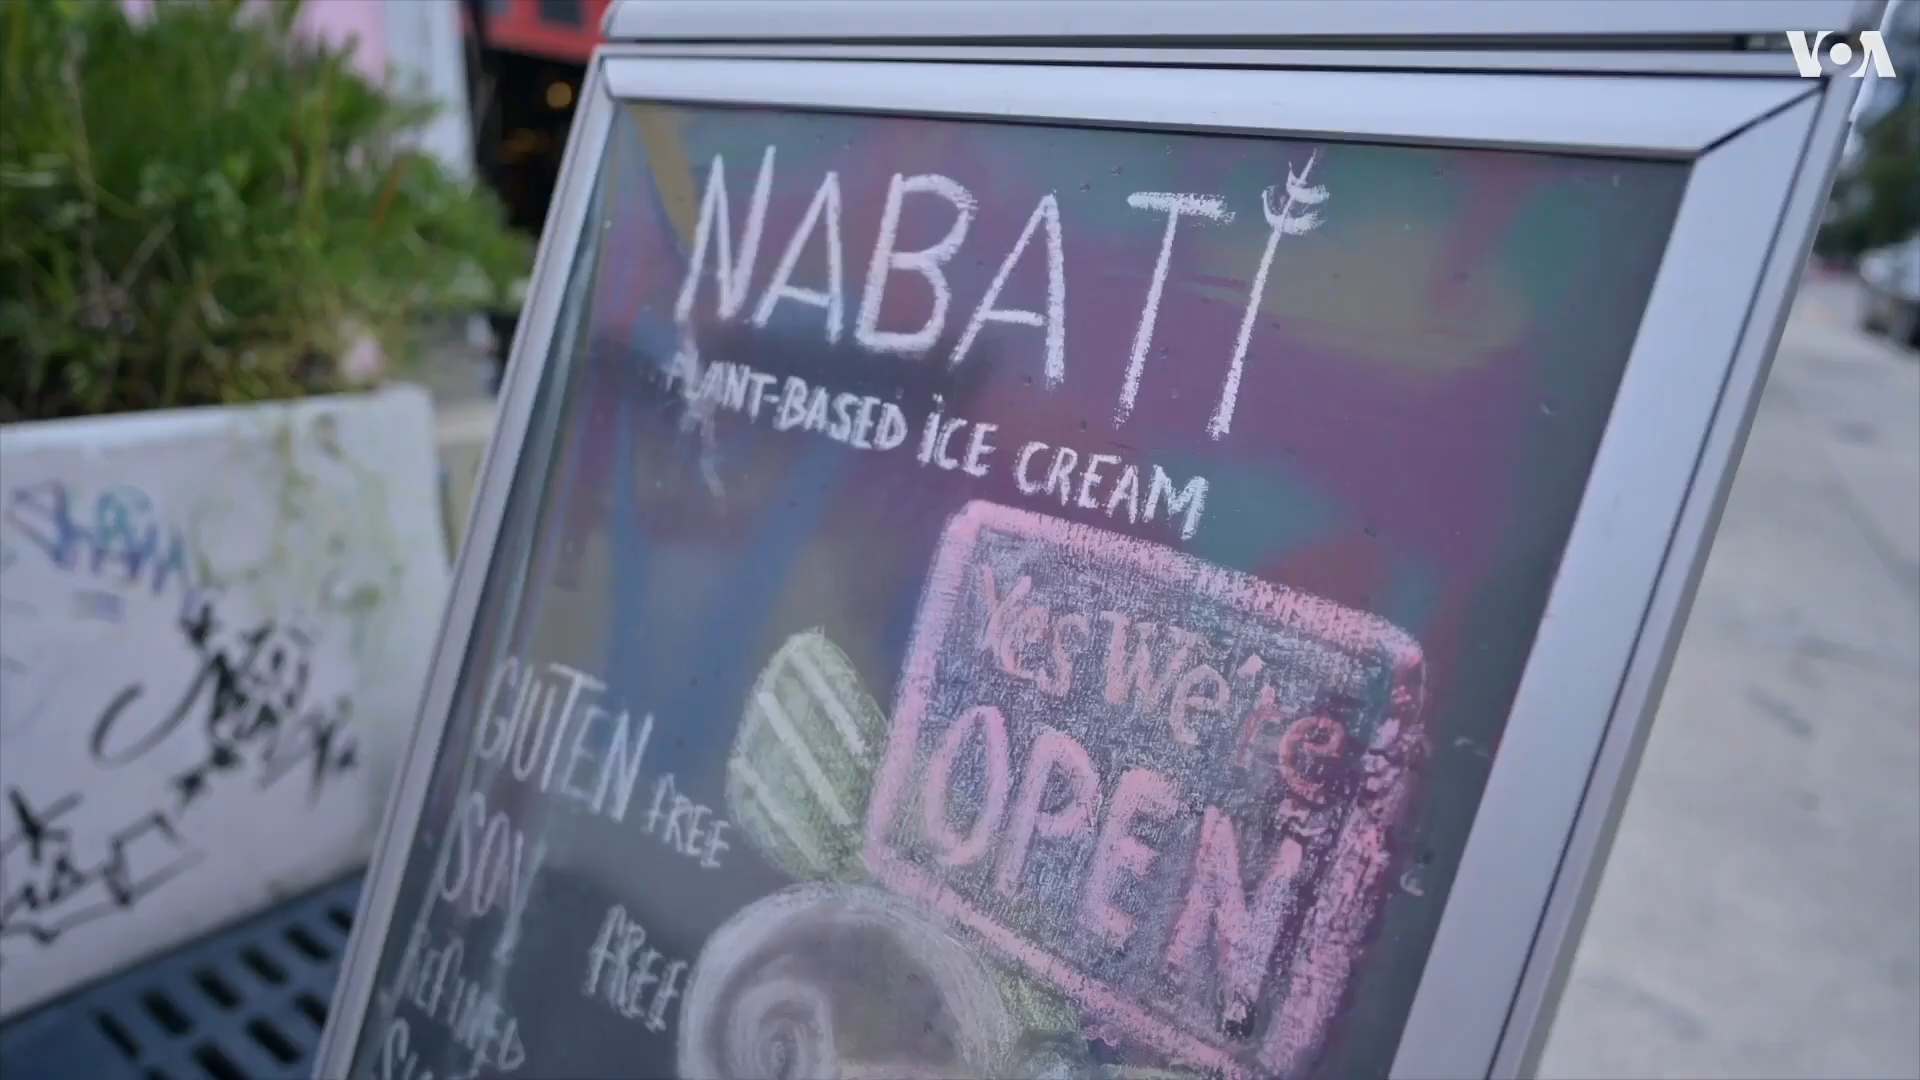 VOA
NABATI
PLANT-BASED ICE CREAM
Yes We're
OPEN
GLUTEN FREE
SOY FREE
REFINED